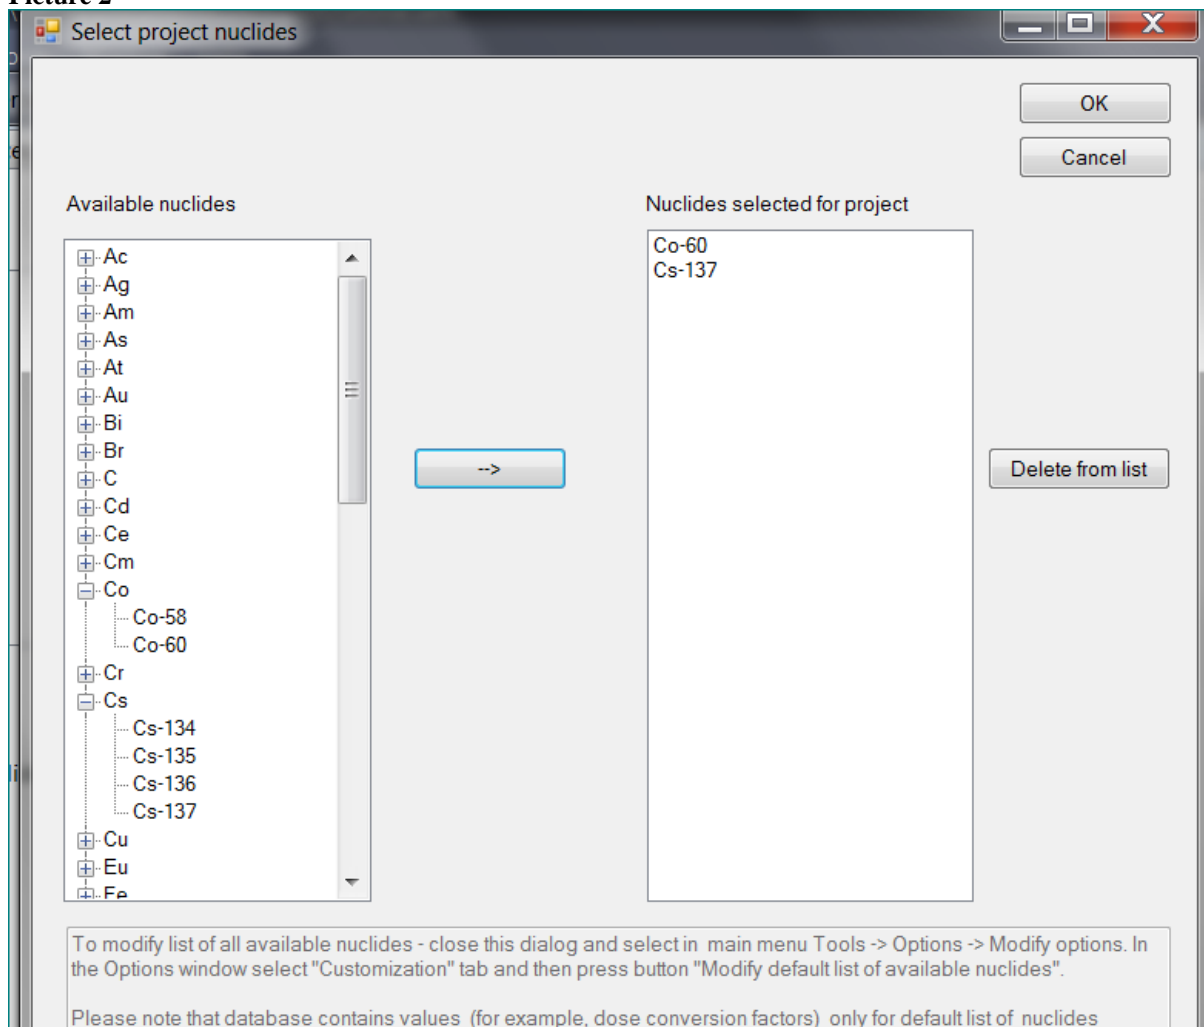 Picture 2
Select project nuclides
OK
Cancel
Available nuclides
Nuclides selected for project
Ac
Ag
Am
As
At
Au
Bi
Br
C
Cd
Ce
Cm
Co
Co-58
Co-60
Cr
Cs
Cs-134
Cs-135
Cs-136
Cs-137
Cu
Eu
Fe
-->
Co-60
Cs-137
Delete from list
To modify list of all available nuclides - close this dialog and select in main menu Tools -> Options -> Modify options. In
the Options window select "Customization" tab and then press button "Modify default list of available nuclides".
Please note that database contains values (for example, dose conversion factors) only for default list of nuclides